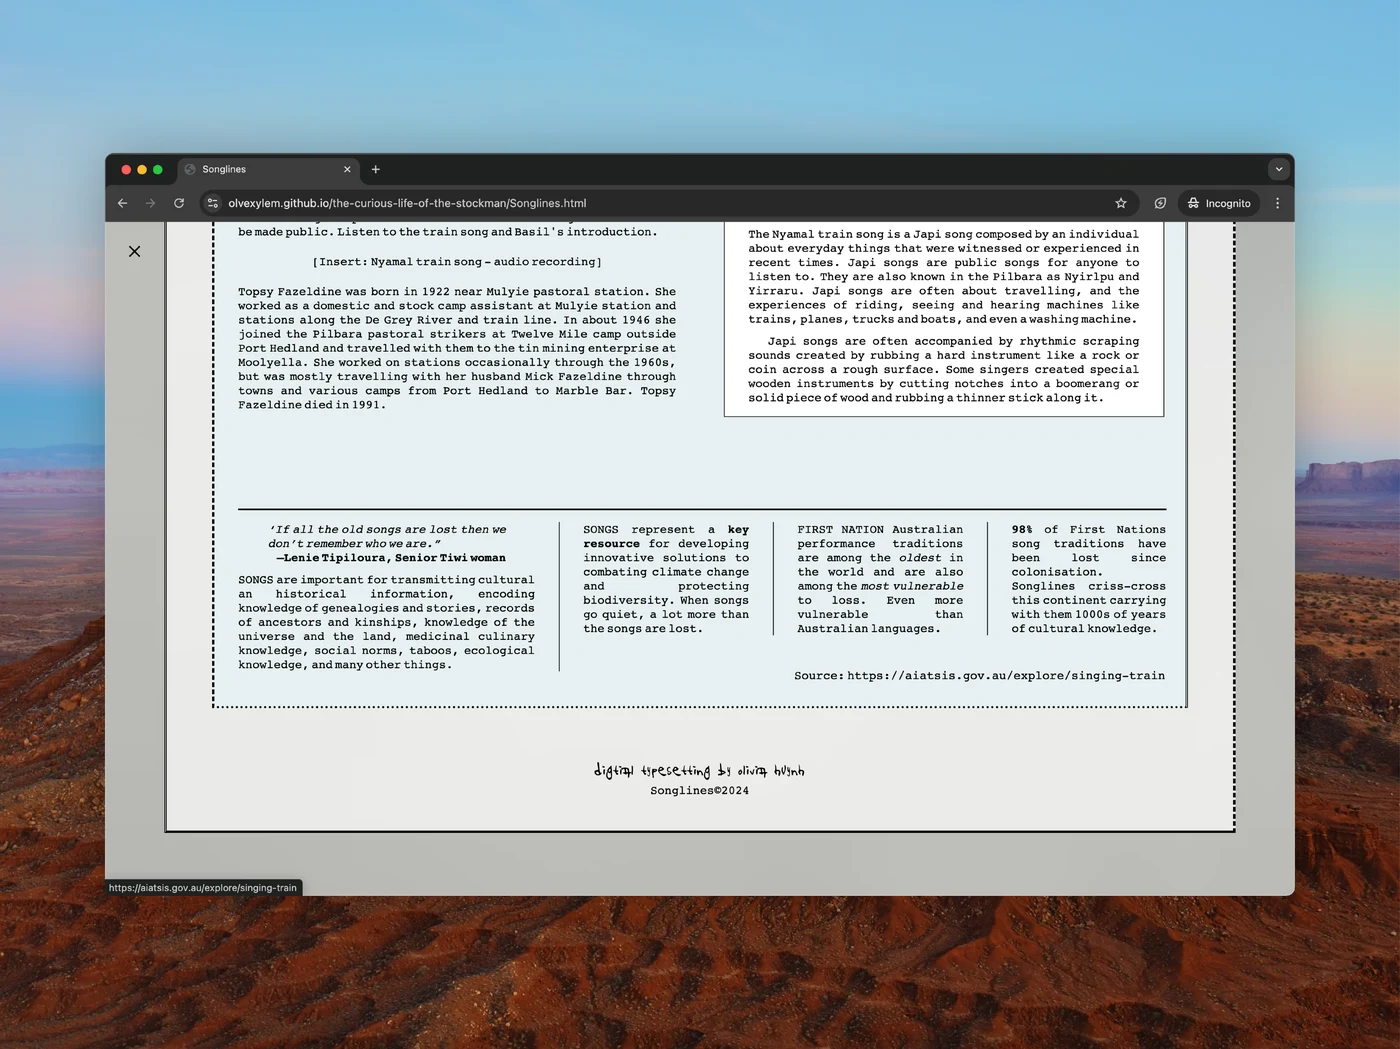 Songlines
olvexylem.github.io/the-curious-life-of-the-stockman/Songlines.html
Incognito
be made public. Listen to the train song and Basil's introduction.
[Insert: Nyamal train song – audio recording]
Topsy Fazeldine was born in 1922 near Mulyie pastoral station. She
worked as a domestic and stock camp assistant at Mulyie station and
stations along the De Grey River and train line. In about 1946 she
joined the Pilbara pastoral strikers at Twelve Mile camp outside
Port Hedland and travelled with them to the tin mining enterprise at
Moolyella. She worked on stations occasionally through the 1960s,
but was mostly travelling with her husband Mick Fazeldine through
towns and various camps from Port Hedland to Marble Bar. Topsy
Fazeldine died in 1991.
The Nyamal train song is a Japi song composed by an individual
about everyday things that were witnessed or experienced in
recent times. Japi songs are public songs for anyone to
listen to. They are also known in the Pilbara as Nyirlpu and
Yirraru. Japi songs are often about travelling, and the
experiences of riding, seeing and hearing machines like
trains, planes, trucks and boats, and even a washing machine.
Japi songs are often accompanied by rhythmic scraping
sounds created by rubbing a hard instrument like a rock or
coin across a rough surface. Some singers created special
wooden instruments by cutting notches into a boomerang or
solid piece of wood and rubbing a thinner stick along it.
‘If all the old songs are lost then we
don’t remember who we are.”
—Lenie Tipiloura, Senior Tiwi woman
SONGS are important for transmitting cultural
an historical information, encoding
knowledge of genealogies and stories, records
of ancestors and kinships, knowledge of the
universe and the land, medicinal culinary
knowledge, social norms, taboos, ecological
knowledge, and many other things.
SONGS represent a key
resource for developing
innovative solutions to
combating climate change
and protecting
biodiversity. When songs
go quiet, a lot more than
the songs are lost.
FIRST NATION Australian
performance traditions
are among the oldest in
the world and are also
among the most vulnerable
to loss. Even more
vulnerable than
Australian languages.
98% of First Nations
song traditions have
been lost since
colonisation.
Songlines criss-cross
this continent carrying
with them 1000s of years
of cultural knowledge.
Source: https://aiatsis.gov.au/explore/singing-train
digital typesetting by olivia huynh
Songlines©2024
https://aiatsis.gov.au/explore/singing-train